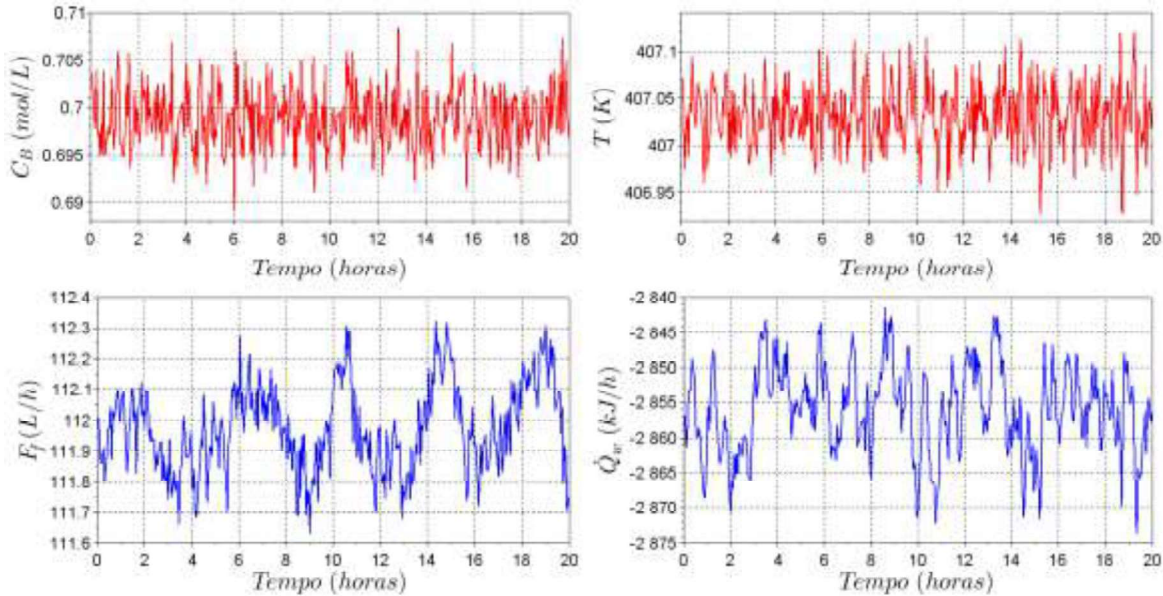 0.71
0.705
0.7
0.695
0.69
C_B (mol/L)
0 2 4 6 8 10 12 14 16 18 20
Tempo (horas)
407.1
407.05
407
406.95
T (K)
0 2 4 6 8 10 12 14 16 18 20
Tempo (horas)
112.4
112.3
112.2
112.1
112
111.9
111.8
111.7
111.6
F_f (L/h)
0 2 4 6 8 10 12 14 16 18 20
Tempo (horas)
-2 840
-2 845
-2 850
-2 855
-2 860
-2 865
-2 870
-2 875
Q̇_w (kJ/h)
0 2 4 6 8 10 12 14 16 18 20
Tempo (horas)